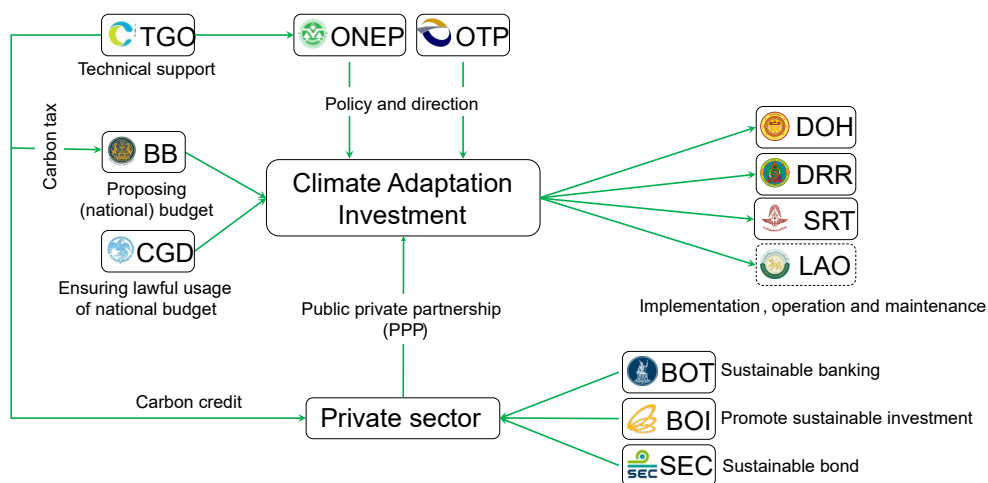 TGO
Technical support
ONEP
OTP
Policy and direction
Carbon tax
BB
Proposing
(national) budget
CGD
Ensuring lawful usage
of national budget
Climate Adaptation
Investment
DOH
DRR
SRT
LAO
Implementation, operation and maintenance
Public private partnership
(PPP)
Carbon credit
Private sector
BOT
Sustainable banking
BOI
Promote sustainable investment
SEC
SEC
Sustainable bond